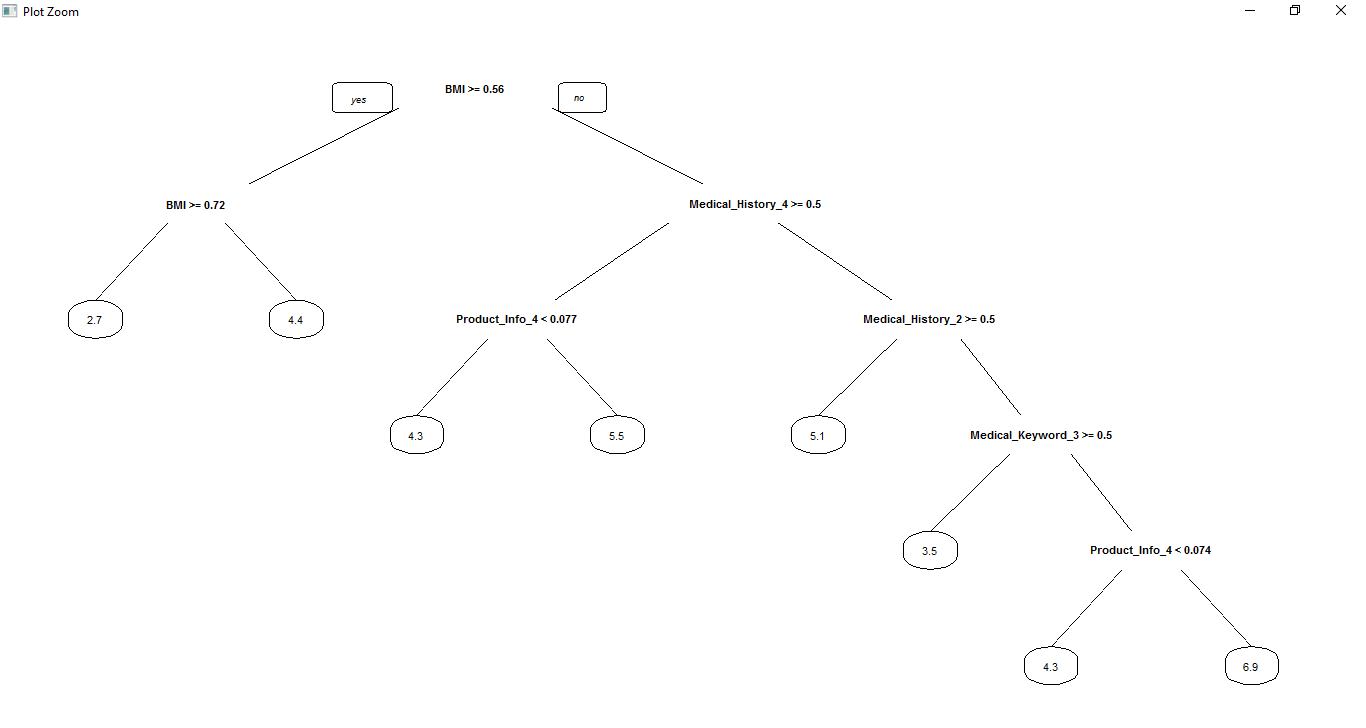 Plot Zoom
yes
BMI >= 0.56
no
BMI >= 0.72
Medical_History_4 >= 0.5
2.7
4.4
Product_Info_4 < 0.077
Medical_History_2 >= 0.5
4.3
5.5
5.1
Medical_Keyword_3 >= 0.5
3.5
Product_Info_4 < 0.074
4.3
6.9